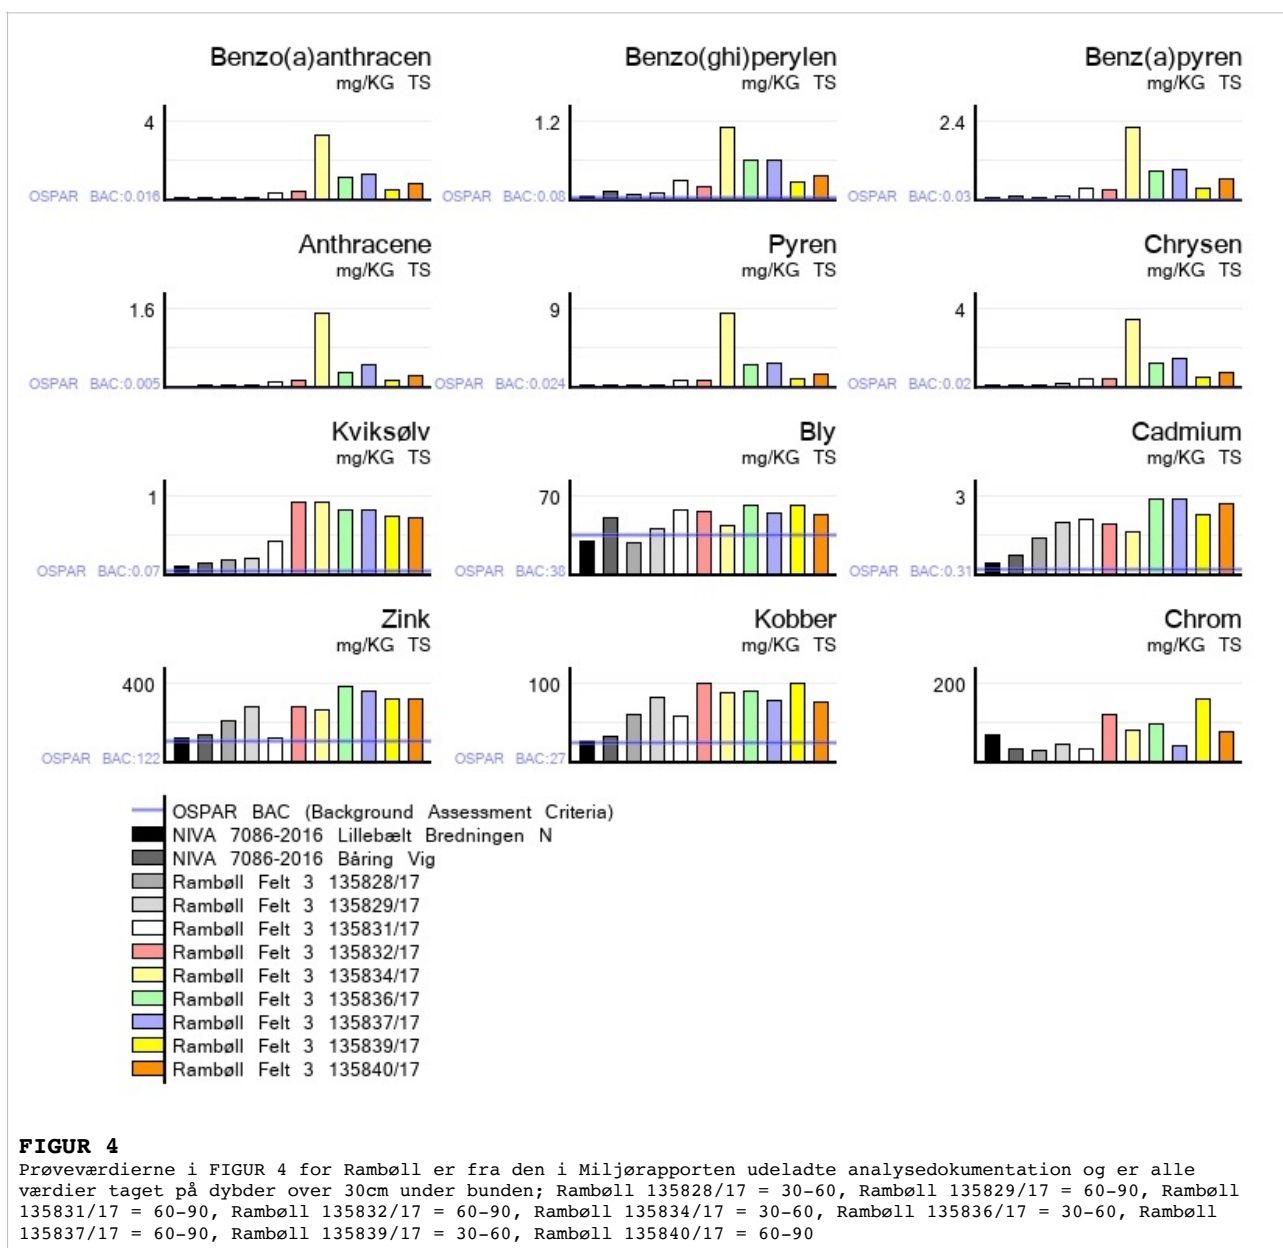 Benzo(a)anthracen
mg/KG TS
4
OSPAR BAC:0.016
Benzo(ghi)perylen
mg/KG TS
1.2
OSPAR BAC:0.08
Benz(a)pyren
mg/KG TS
2.4
OSPAR BAC:0.03
Anthracene
mg/KG TS
1.6
OSPAR BAC:0.005
Pyren
mg/KG TS
9
OSPAR BAC:0.024
Chrysen
mg/KG TS
4
OSPAR BAC:0.02
Kviksølv
mg/KG TS
1
OSPAR BAC:0.07
Bly
mg/KG TS
70
OSPAR BAC:38
Cadmium
mg/KG TS
3
OSPAR BAC:0.31
Zink
mg/KG TS
400
OSPAR BAC:122
Kobber
mg/KG TS
100
OSPAR BAC:27
Chrom
mg/KG TS
200
OSPAR BAC (Background Assessment Criteria)
NIVA 7086-2016 Lillebælt Bredningen N
NIVA 7086-2016 Båring Vig
Rambøll Felt 3 135828/17
Rambøll Felt 3 135829/17
Rambøll Felt 3 135831/17
Rambøll Felt 3 135832/17
Rambøll Felt 3 135834/17
Rambøll Felt 3 135836/17
Rambøll Felt 3 135837/17
Rambøll Felt 3 135839/17
Rambøll Felt 3 135840/17
FIGUR 4
Prøveværdierne i FIGUR 4 for Rambøll er fra den i Miljørapporten udeladte analysedokumentation og er alle
værdier taget på dybder over 30cm under bunden; Rambøll 135828/17 = 30-60, Rambøll 135829/17 = 60-90, Rambøll
135831/17 = 60-90, Rambøll 135832/17 = 60-90, Rambøll 135834/17 = 30-60, Rambøll 135836/17 = 30-60, Rambøll
135837/17 = 60-90, Rambøll 135839/17 = 30-60, Rambøll 135840/17 = 60-90